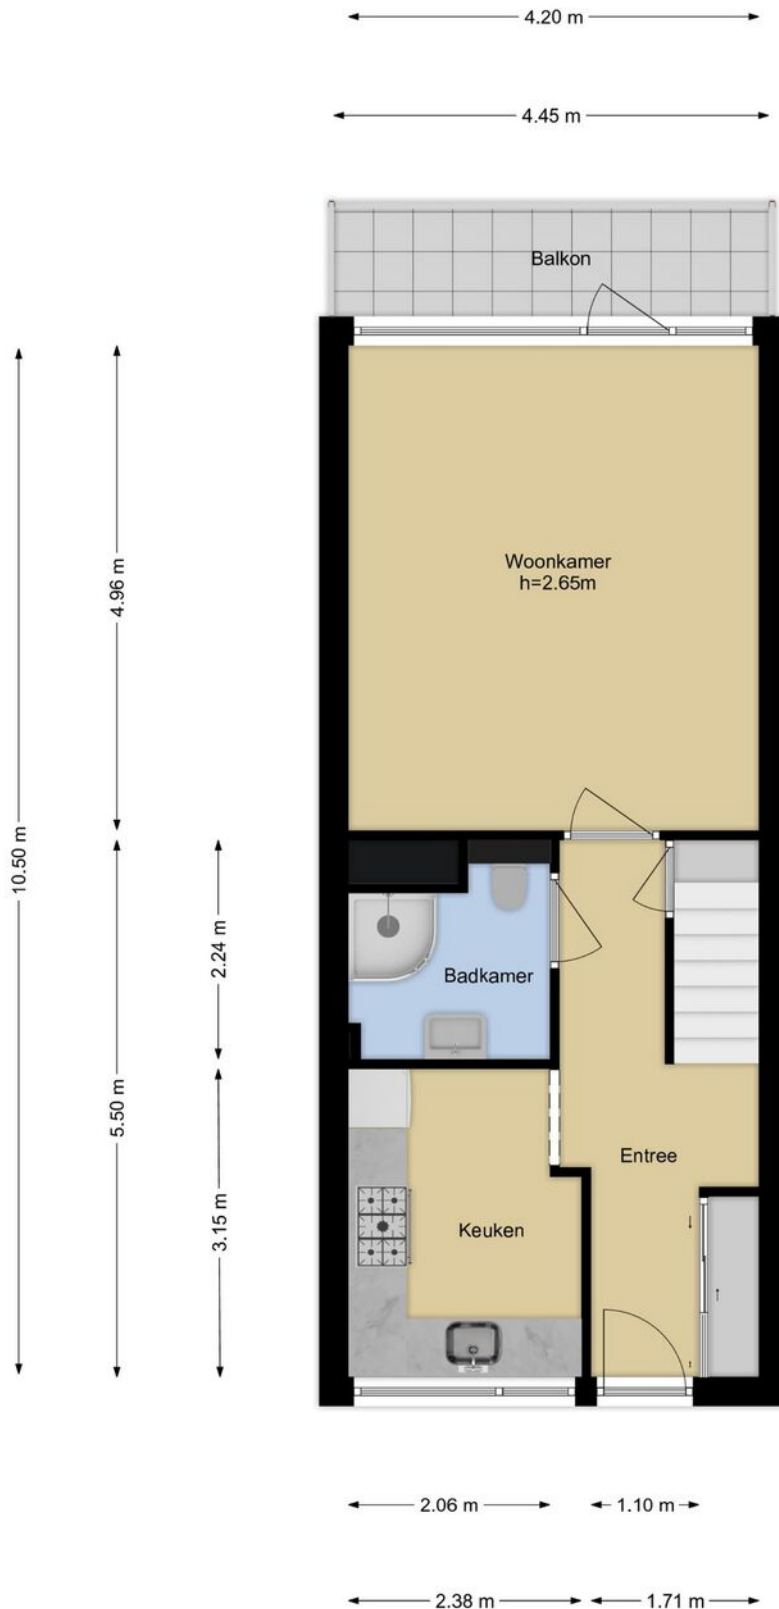 4.20 m
4.45 m
Balkon
Woonkamer
h=2.65m
4.96 m
10.50 m
2.24 m
Badkamer
5.50 m
Entree
3.15 m
Keuken
2.06 m
1.10 m
2.38 m
1.71 m